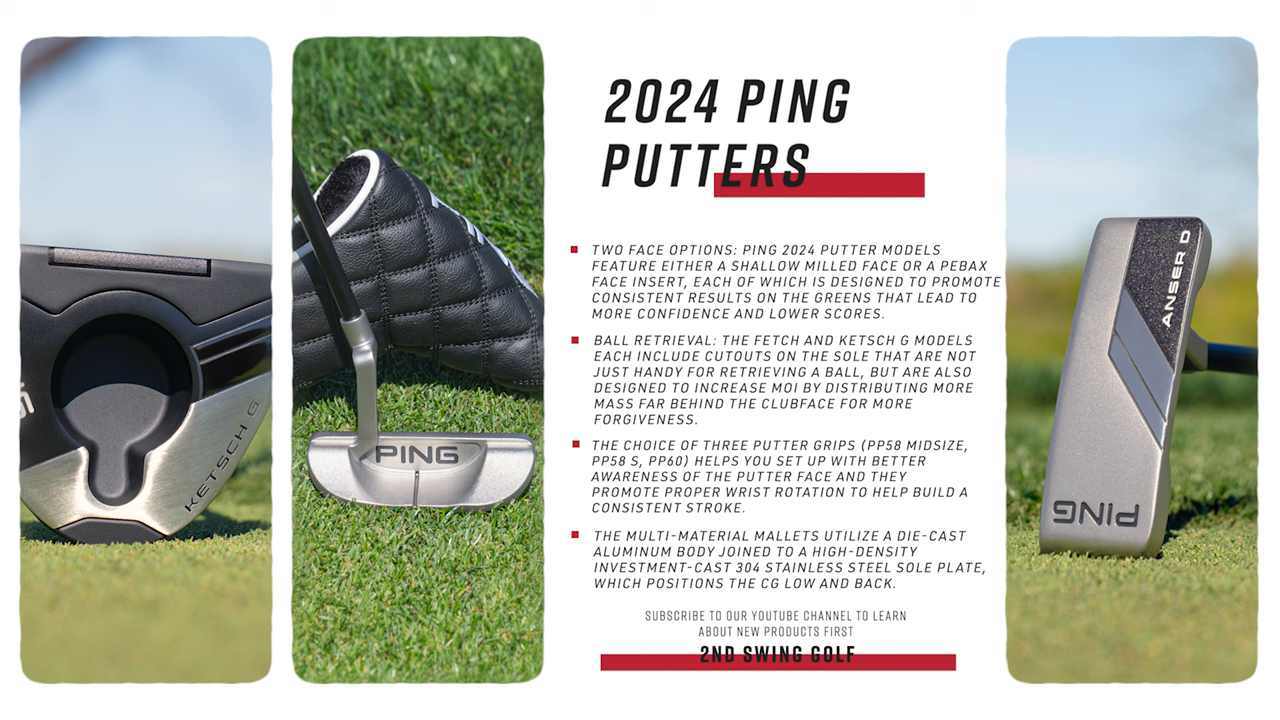 2024 PING
PUTTERS
TWO FACE OPTIONS: PING 2024 PUTTER MODELS
FEATURE EITHER A SHALLOW MILLED FACE OR A PEBAX
FACE INSERT, EACH OF WHICH IS DESIGNED TO PROMOTE
CONSISTENT RESULTS ON THE GREENS THAT LEAD TO
MORE CONFIDENCE AND LOWER SCORES.
BALL RETRIEVAL: THE FETCH AND KETSCH G MODELS
EACH INCLUDE CUTOUTS ON THE SOLE THAT ARE NOT
JUST HANDY FOR RETRIEVING A BALL, BUT ARE ALSO
DESIGNED TO INCREASE MOI BY DISTRIBUTING MORE
MASS FAR BEHIND THE CLUBFACE FOR MORE
FORGIVENESS.
THE CHOICE OF THREE PUTTER GRIPS (PP58 MIDSIZE,
PP58 S, PP60) HELPS YOU SET UP WITH BETTER
AWARENESS OF THE PUTTER FACE AND THEY
PROMOTE PROPER WRIST ROTATION TO HELP BUILD A
CONSISTENT STROKE.
THE MULTI-MATERIAL MALLETS UTILIZE A DIE-CAST
ALUMINUM BODY JOINED TO A HIGH-DENSITY
INVESTMENT-CAST 304 STAINLESS STEEL SOLE PLATE,
WHICH POSITIONS THE CG LOW AND BACK.
SUBSCRIBE TO OUR YOUTUBE CHANNEL TO LEARN
ABOUT NEW PRODUCTS FIRST
2ND SWING GOLF
KETSCH G
PING
ANSER D
PING